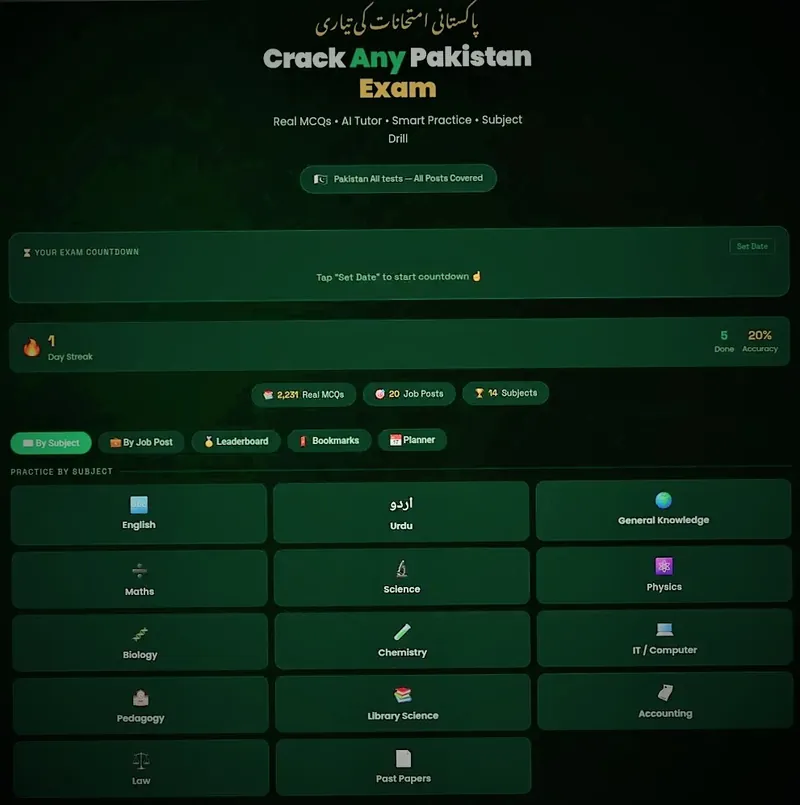 پاکستانی امتحانات کی تیاری
Crack Any Pakistan
Exam
Real MCQs • AI Tutor • Smart Practice • Subject
Drill
Pakistan All tests — All Posts Covered
YOUR EXAM COUNTDOWN
Set Date
Tap "Set Date" to start countdown
1
Day Streak
5
Done
20%
Accuracy
2,231 Real MCQs
20 Job Posts
14 Subjects
By Subject
By Job Post
Leaderboard
Bookmarks
Planner
PRACTICE BY SUBJECT
English
اردو
Urdu
General Knowledge
Maths
Science
Physics
Biology
Chemistry
IT / Computer
Pedagogy
Library Science
Accounting
Law
Past Papers